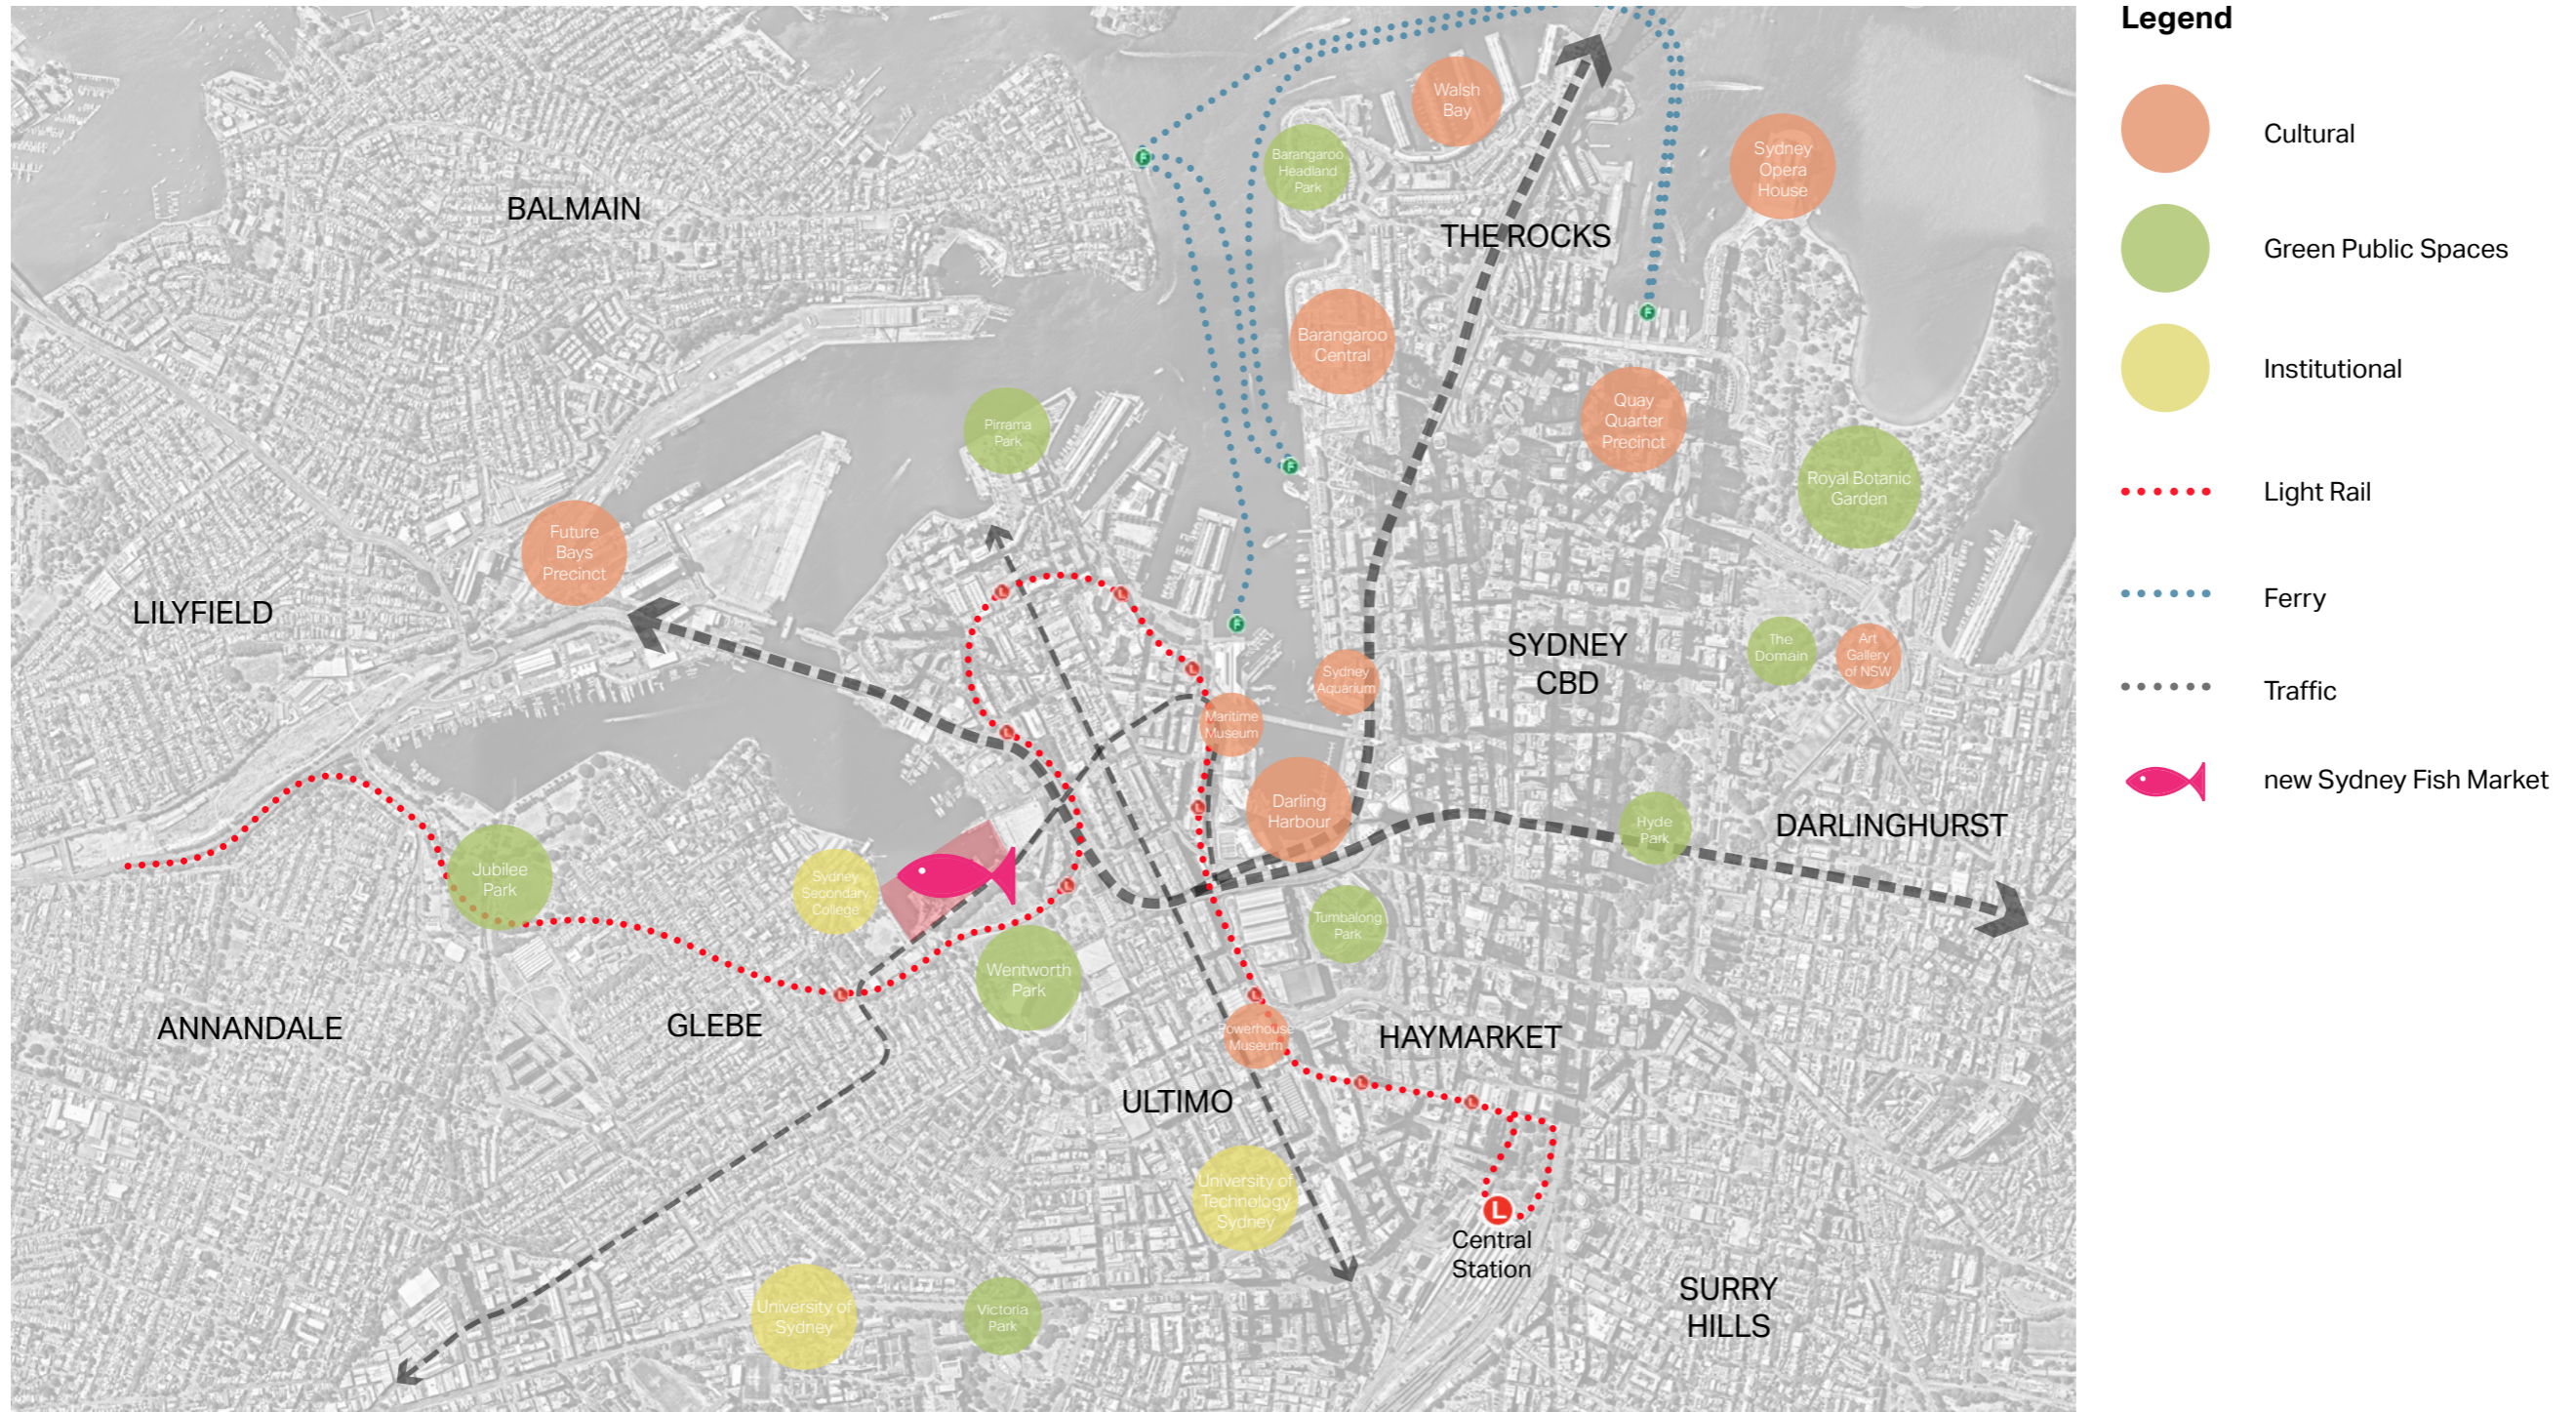 Legend
Cultural
Green Public Spaces
Institutional
Light Rail
Ferry
Traffic
new Sydney Fish Market
Walsh
Bay
Barangaroo
Headland
Park
Sydney
Opera
House
BALMAIN
THE ROCKS
Barangaroo
Central
Quay
Quarter
Precinct
Pirrama
Park
Royal Botanic
Garden
Future
Bays
Precinct
LILYFIELD
SYDNEY
CBD
The
Domain
Art
Gallery
of NSW
Sydney
Aquarium
Maritime
Museum
Darling
Harbour
Hyde
Park
DARLINGHURST
Jubilee
Park
Sydney
Secondary
College
Tumbalong
Park
Wentworth
Park
ANNANDALE
GLEBE
Powerhouse
Museum
HAYMARKET
ULTIMO
University of
Technology
Sydney
Central
Station
SURRY
HILLS
University of
Sydney
Victoria
Park
F
F
F
F
L
L
L
L
L
L
L
L
L
L
L